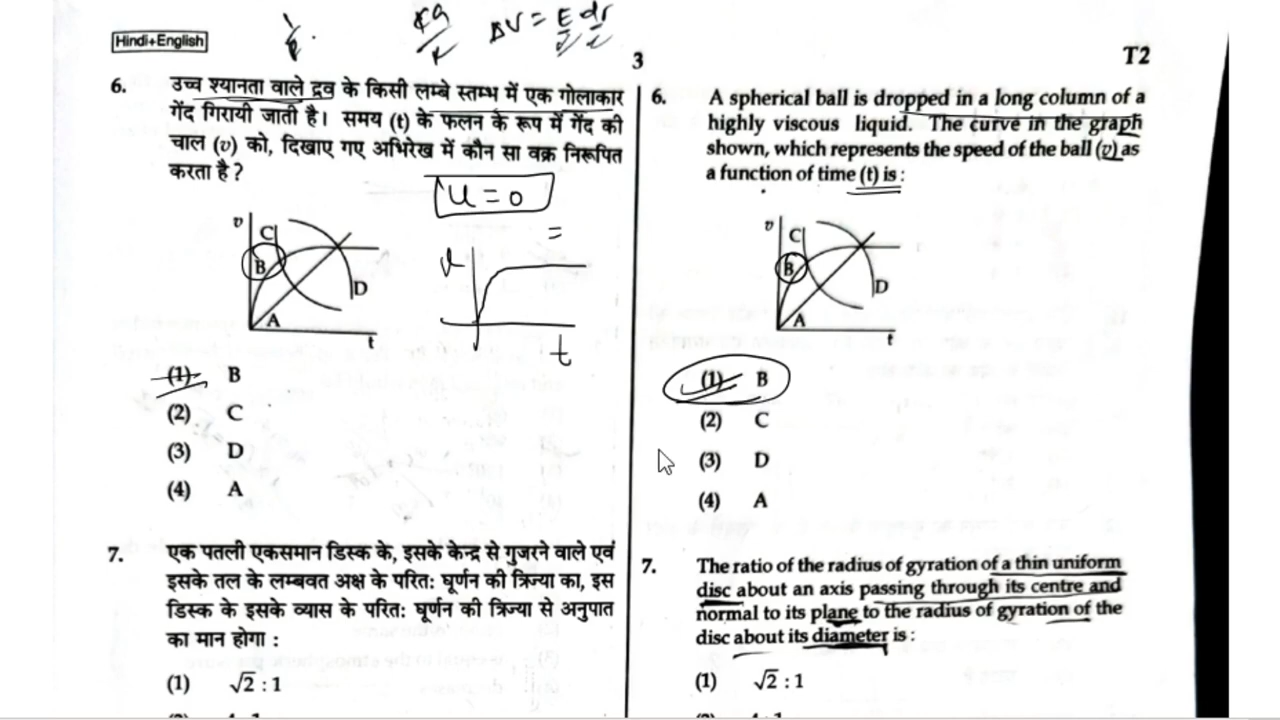 Hindi+English
ΔV = E dr
3
T2
6. उच्च श्यानता वाले द्रव के किसी लम्बे स्तम्भ में एक गोलाकार
गेंद गिरायी जाती है। समय (t) के फलन के रूप में गेंद की
चाल (v) को, दिखाए गए अभिरेख में कौन सा वक्र निरूपित
करता है ?
u = 0
=
v
C
B
D
A
t
v
t
(1) B
(2) C
(3) D
(4) A
7. एक पतली एकसमान डिस्क के, इसके केन्द्र से गुजरने वाले एवं
इसके तल के लम्बवत अक्ष के परित: घूर्णन की त्रिज्या का, इस
डिस्क के इसके व्यास के परित: घूर्णन की त्रिज्या से अनुपात
का मान होगा :
(1) √2 : 1
6. A spherical ball is dropped in a long column of a
highly viscous liquid. The curve in the graph
shown, which represents the speed of the ball (v) as
a function of time (t) is :
v
C
B
D
A
t
(1) B
(2) C
(3) D
(4) A
7. The ratio of the radius of gyration of a thin uniform
disc about an axis passing through its centre and
normal to its plane to the radius of gyration of the
disc about its diameter is :
(1) √2 : 1